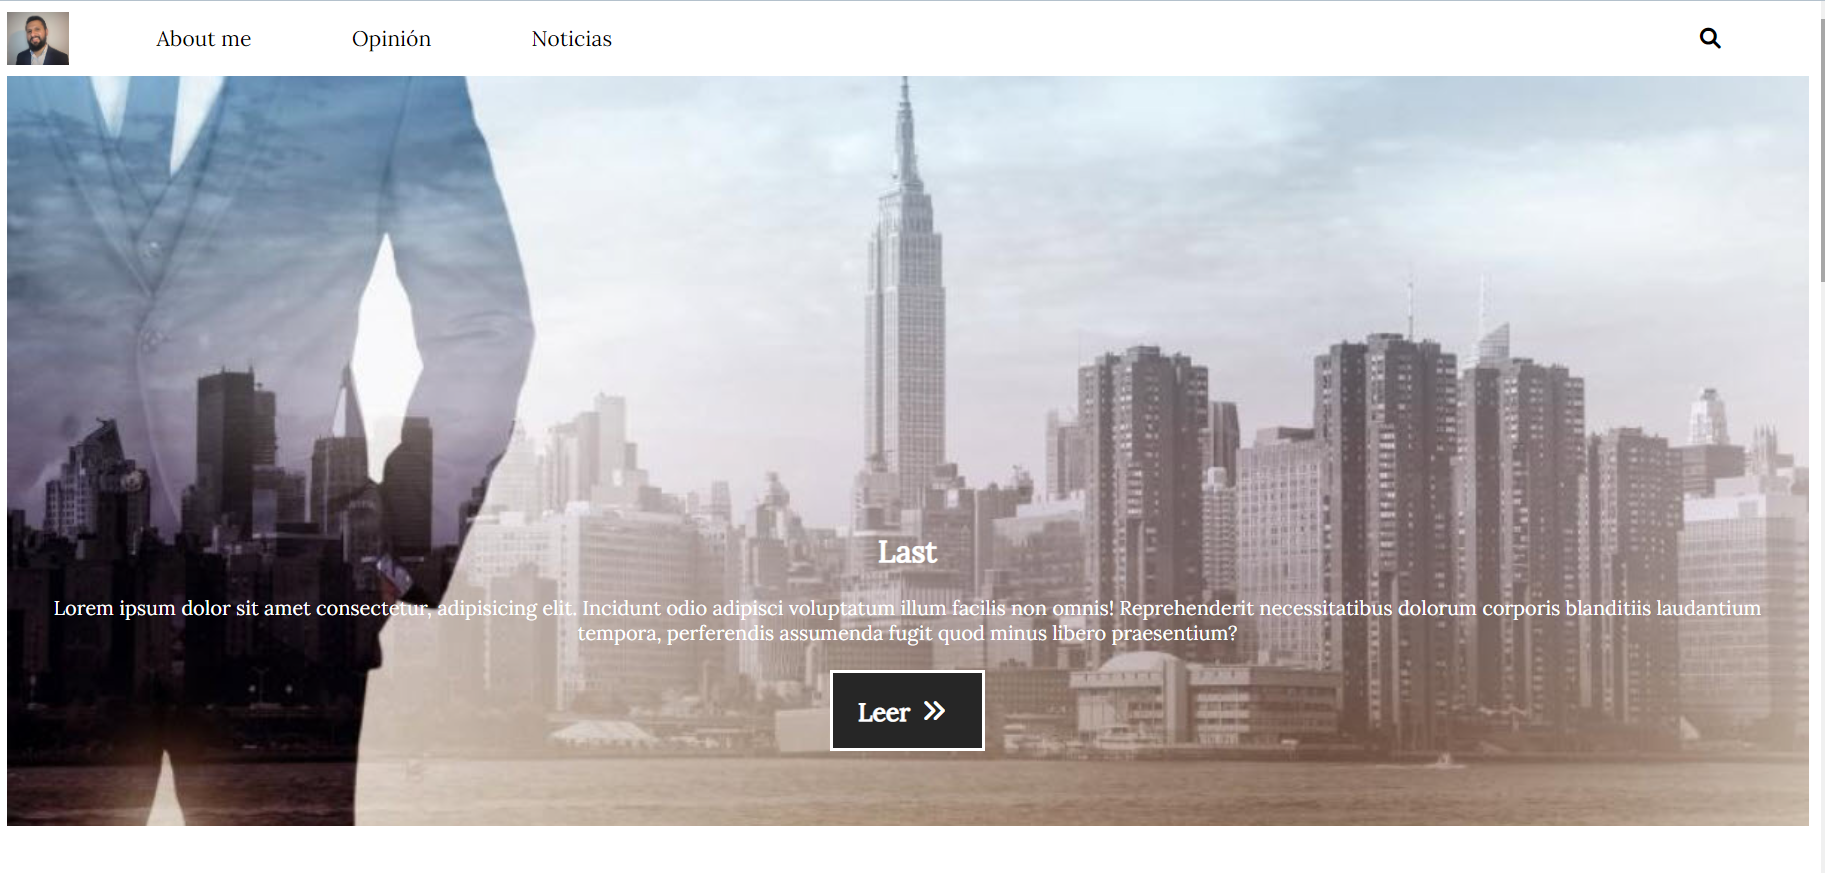 About me
Opinión
Noticias
Last
Lorem ipsum dolor sit amet consectetur, adipisicing elit. Incidunt odio adipisci voluptatum illum facilis non omnis! Reprehenderit necessitatibus dolorum corporis blanditiis laudantium
tempora, perferendis assumenda fugit quod minus libero praesentium?
Leer